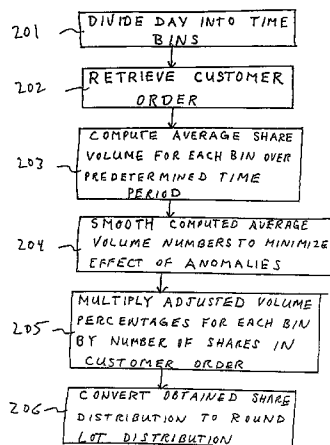 201
DIVIDE DAY INTO TIME
BINS
202
RETRIEVE CUSTOMER
ORDER
203
COMPUTE AVERAGE SHARE
VOLUME FOR EACH BIN OVER
PREDETERMINED TIME
PERIOD
204
SMOOTH COMPUTED AVERAGE
VOLUME NUMBERS TO MINIMIZE
EFFECT OF ANOMALIES
205
MULTIPLY ADJUSTED VOLUME
PERCENTAGES FOR EACH BIN
BY NUMBER OF SHARES IN
CUSTOMER ORDER
206
CONVERT OBTAINED SHARE
DISTRIBUTION TO ROUND
LOT DISTRIBUTION